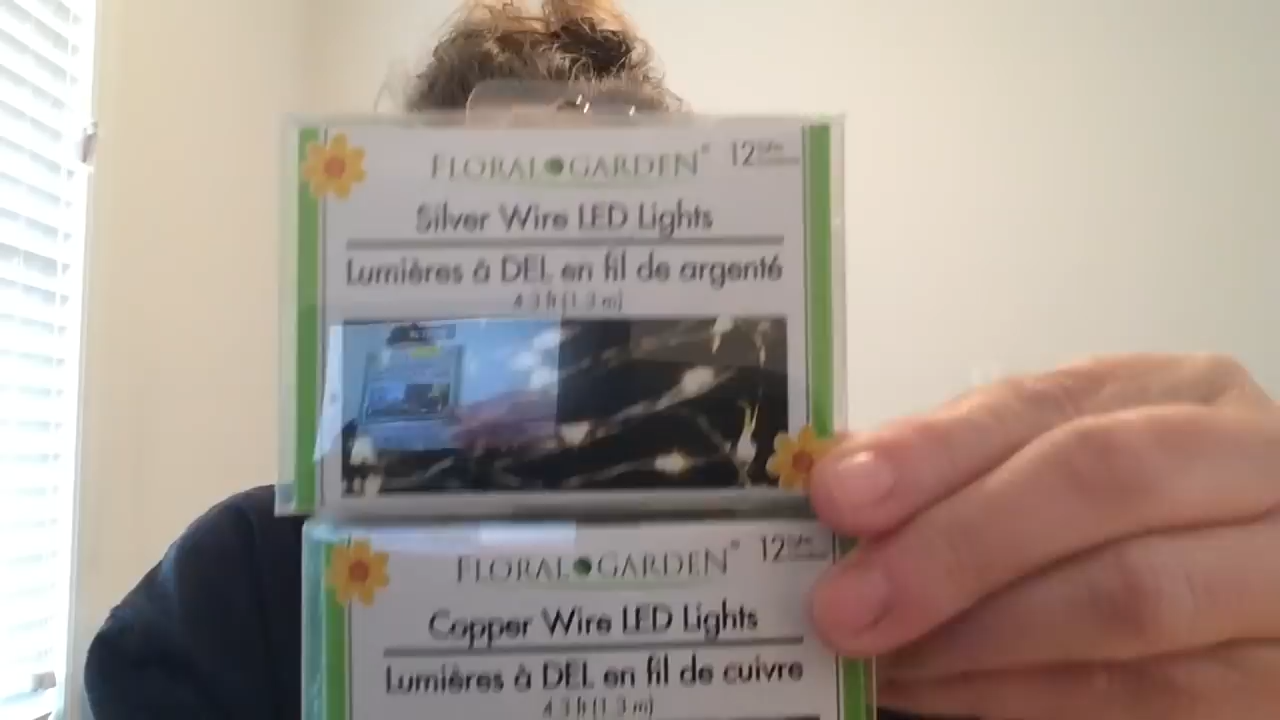 FLORAL GARDEN® 12
Silver Wire LED Lights
Lumières à DEL en fil de argenté
4.3 ft (1.3 m)
FLORAL GARDEN™ 12
Copper Wire LED Lights
Lumières à DEL en fil de cuivre
4.3 ft (1.3 m)